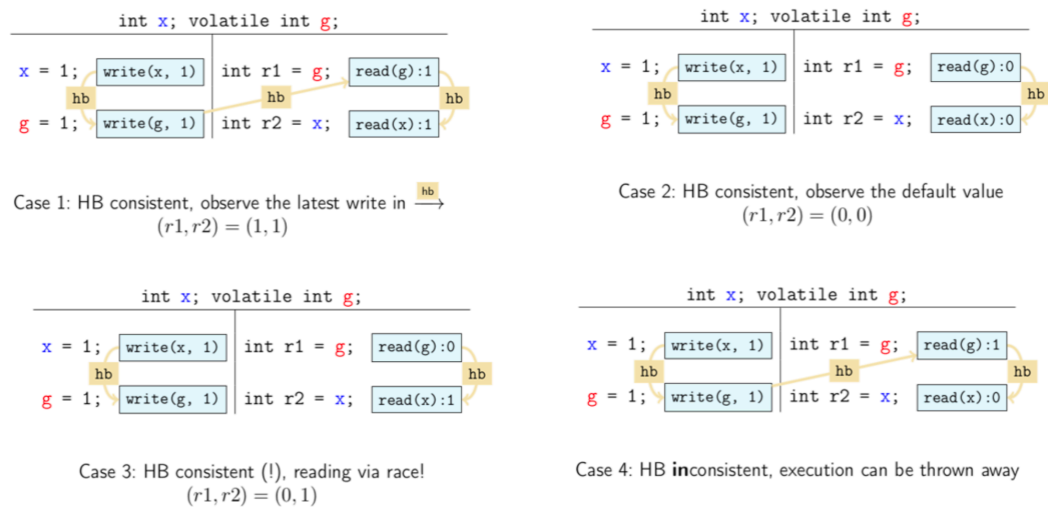 int x; volatile int g;
x = 1; write(x, 1) int r1 = g; read(g):1
hb hb hb
g = 1; write(g, 1) int r2 = x; read(x):1
Case 1: HB consistent, observe the latest write in hb→
(r1, r2) = (1, 1)
int x; volatile int g;
x = 1; write(x, 1) int r1 = g; read(g):0
hb hb
g = 1; write(g, 1) int r2 = x; read(x):0
Case 2: HB consistent, observe the default value
(r1, r2) = (0, 0)
int x; volatile int g;
x = 1; write(x, 1) int r1 = g; read(g):0
hb hb
g = 1; write(g, 1) int r2 = x; read(x):1
Case 3: HB consistent (!), reading via race!
(r1, r2) = (0, 1)
int x; volatile int g;
x = 1; write(x, 1) int r1 = g; read(g):1
hb hb hb
g = 1; write(g, 1) int r2 = x; read(x):0
Case 4: HB inconsistent, execution can be thrown away